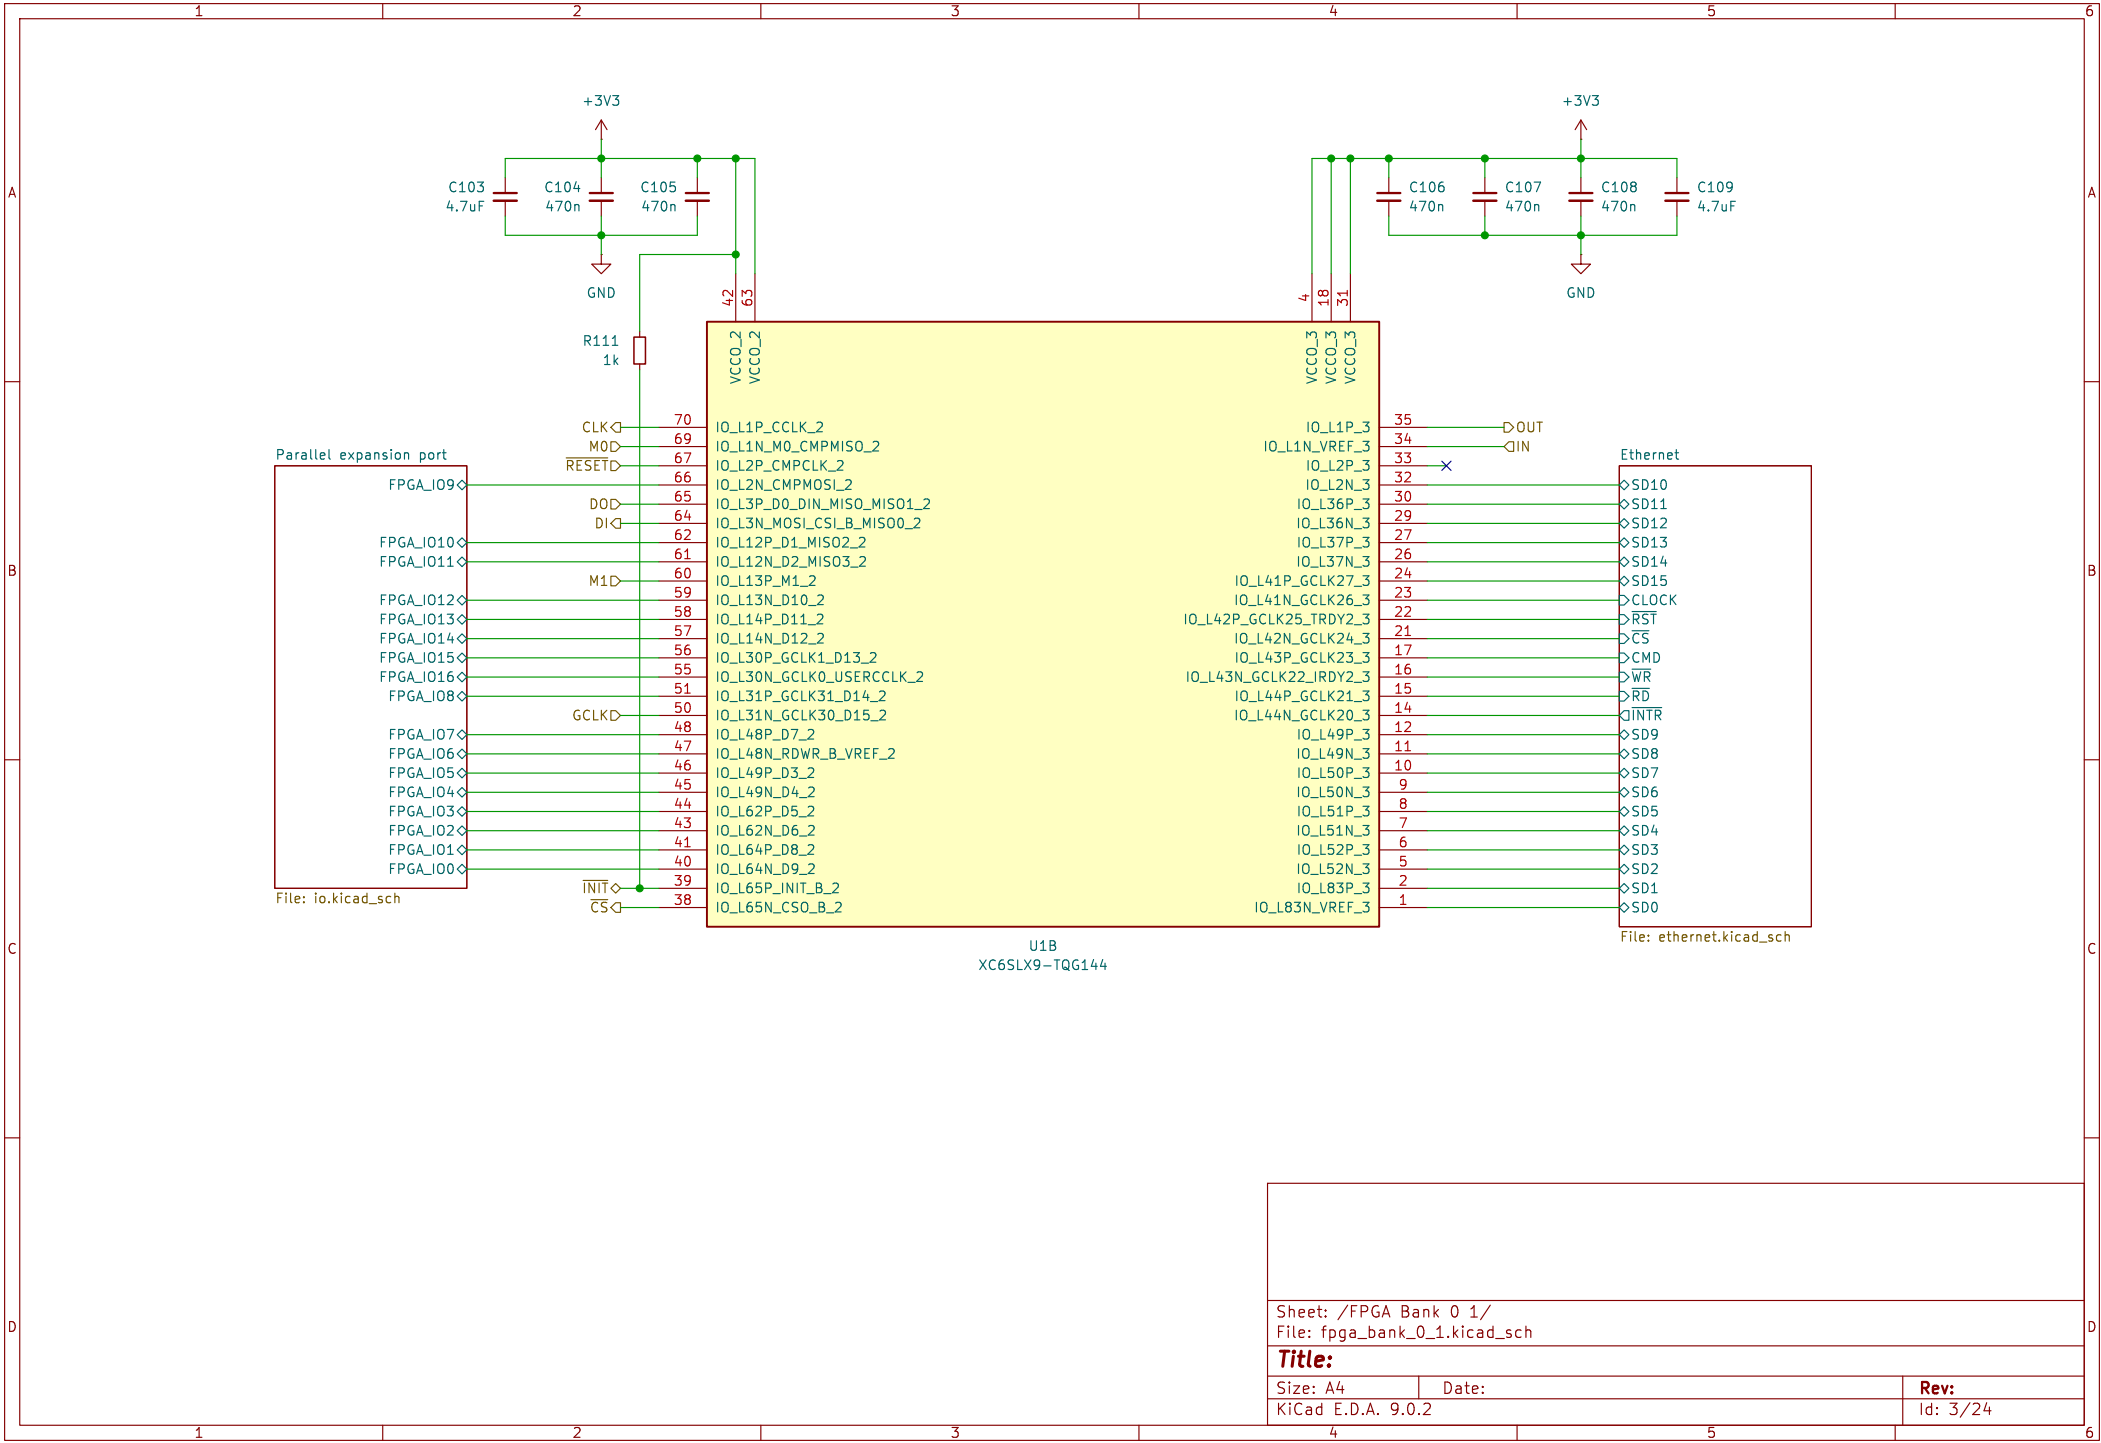 1 2 3 4 5 6
+3V3
+3V3
C103
4.7uF
C104
470n
C105
470n
C106
470n
C107
470n
C108
470n
C109
4.7uF
A
A
GND
GND
42
63
4
18
31
VCCO_2
VCCO_2
VCCO_3
VCCO_3
VCCO_3
R111
1k
Parallel expansion port
FPGA_IO9
FPGA_IO10
FPGA_IO11
FPGA_IO12
FPGA_IO13
FPGA_IO14
FPGA_IO15
FPGA_IO16
FPGA_IO8
FPGA_IO7
FPGA_IO6
FPGA_IO5
FPGA_IO4
FPGA_IO3
FPGA_IO2
FPGA_IO1
FPGA_IO0
File: io.kicad_sch
CLK
M0
RESET
DO
DI
M1
GCLK
INIT
CS
70 IO_L1P_CCLK_2
69 IO_L1N_M0_CMPMISO_2
67 IO_L2P_CMPCLK_2
66 IO_L2N_CMPMOSI_2
65 IO_L3P_D0_DIN_MISO_MISO1_2
64 IO_L3N_MOSI_CSI_B_MISO0_2
62 IO_L12P_D1_MISO2_2
61 IO_L12N_D2_MISO3_2
60 IO_L13P_M1_2
59 IO_L13N_D10_2
58 IO_L14P_D11_2
57 IO_L14N_D12_2
56 IO_L30P_GCLK1_D13_2
55 IO_L30N_GCLK0_USERCCLK_2
51 IO_L31P_GCLK31_D14_2
50 IO_L31N_GCLK30_D15_2
48 IO_L48P_D7_2
47 IO_L48N_RDWR_B_VREF_2
46 IO_L49P_D3_2
45 IO_L49N_D4_2
44 IO_L62P_D5_2
43 IO_L62N_D6_2
41 IO_L64P_D8_2
40 IO_L64N_D9_2
39 IO_L65P_INIT_B_2
38 IO_L65N_CSO_B_2
IO_L1P_3 35
IO_L1N_VREF_3 34
IO_L2P_3 33
IO_L2N_3 32
IO_L36P_3 30
IO_L36N_3 29
IO_L37P_3 27
IO_L37N_3 26
IO_L41P_GCLK27_3 24
IO_L41N_GCLK26_3 23
IO_L42P_GCLK25_TRDY2_3 22
IO_L42N_GCLK24_3 21
IO_L43P_GCLK23_3 17
IO_L43N_GCLK22_IRDY2_3 16
IO_L44P_GCLK21_3 15
IO_L44N_GCLK20_3 14
IO_L49P_3 12
IO_L49N_3 11
IO_L50P_3 10
IO_L50N_3 9
IO_L51P_3 8
IO_L51N_3 7
IO_L52P_3 6
IO_L52N_3 5
IO_L83P_3 2
IO_L83N_VREF_3 1
OUT
IN
Ethernet
SD10
SD11
SD12
SD13
SD14
SD15
CLOCK
RST
CS
CMD
WR
RD
INTR
SD9
SD8
SD7
SD6
SD5
SD4
SD3
SD2
SD1
SD0
File: ethernet.kicad_sch
U1B
XC6SLX9-TQG144
B
B
C
C
D
D
Sheet: /FPGA Bank 0 1/
File: fpga_bank_0_1.kicad_sch
Title:
Size: A4 Date: Rev:
KiCad E.D.A. 9.0.2 Id: 3/24
1 2 3 4 5 6